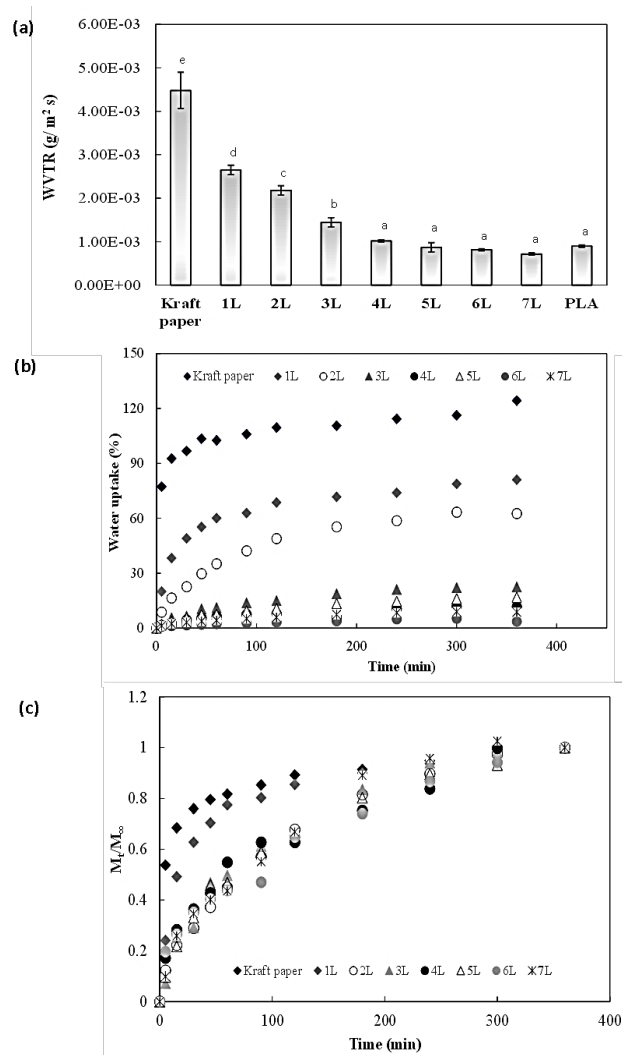 (a)
6.00E-03
5.00E-03
4.00E-03
3.00E-03
2.00E-03
1.00E-03
0.00E+00
WVTR (g/ m² s)
e
d
c
b
a
a
a
a
a
Kraft paper 1L 2L 3L 4L 5L 6L 7L PLA
(b)
150
120
90
60
30
0
Water uptake (%)
Kraft paper 1L 2L 3L 4L 5L 6L 7L
0 100 200 300 400
Time (min)
(c)
1.2
1
0.8
0.6
0.4
0.2
0
Mt/M∞
Kraft paper 1L 2L 3L 4L 5L 6L 7L
0 100 200 300 400
Time (min)